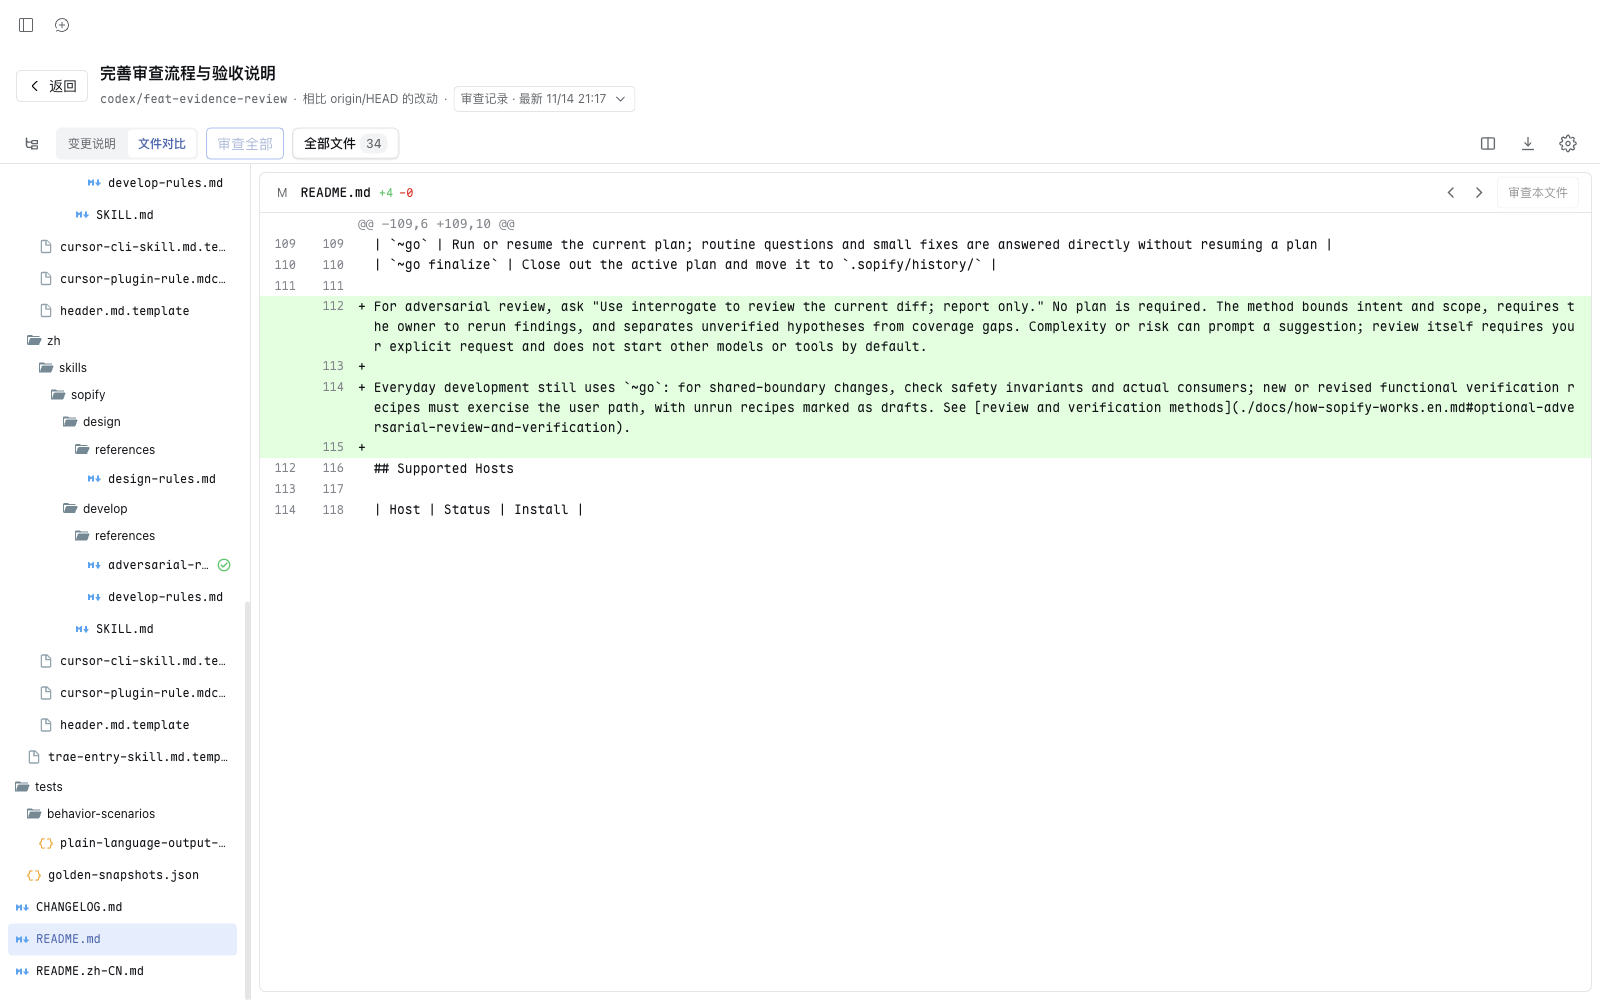 返回
完善审查流程与验收说明
codex/feat-evidence-review · 相比 origin/HEAD 的改动 ·
审查记录 · 最新 11/14 21:17
变更说明
文件对比
审查全部
全部文件 34
develop-rules.md
SKILL.md
cursor-cli-skill.md.te…
cursor-plugin-rule.mdc…
header.md.template
zh
skills
sopify
design
references
design-rules.md
develop
references
adversarial-r…
develop-rules.md
SKILL.md
cursor-cli-skill.md.te…
cursor-plugin-rule.mdc…
header.md.template
trae-entry-skill.md.temp…
tests
behavior-scenarios
plain-language-output-…
golden-snapshots.json
CHANGELOG.md
README.md
README.zh-CN.md
M README.md +4 -0
审查本文件
@@ -109,6 +109,10 @@
109 109 | `~go` | Run or resume the current plan; routine questions and small fixes are answered directly without resuming a plan |
110 110 | `~go finalize` | Close out the active plan and move it to `.sopify/history/` |
111 111
112 + For adversarial review, ask "Use interrogate to review the current diff; report only." No plan is required. The method bounds intent and scope, requires t
he owner to rerun findings, and separates unverified hypotheses from coverage gaps. Complexity or risk can prompt a suggestion; review itself requires you
r explicit request and does not start other models or tools by default.
113 +
114 + Everyday development still uses `~go`: for shared-boundary changes, check safety invariants and actual consumers; new or revised functional verification r
ecipes must exercise the user path, with unrun recipes marked as drafts. See [review and verification methods](./docs/how-sopify-works.en.md#optional-adve
rsarial-review-and-verification).
115 +
112 116 ## Supported Hosts
113 117
114 118 | Host | Status | Install |